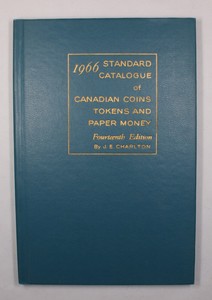 1966 STANDARD
CATALOGUE
of
CANADIAN COINS
TOKENS AND
PAPER MONEY
Fourteenth Edition
By J. E. CHARLTON